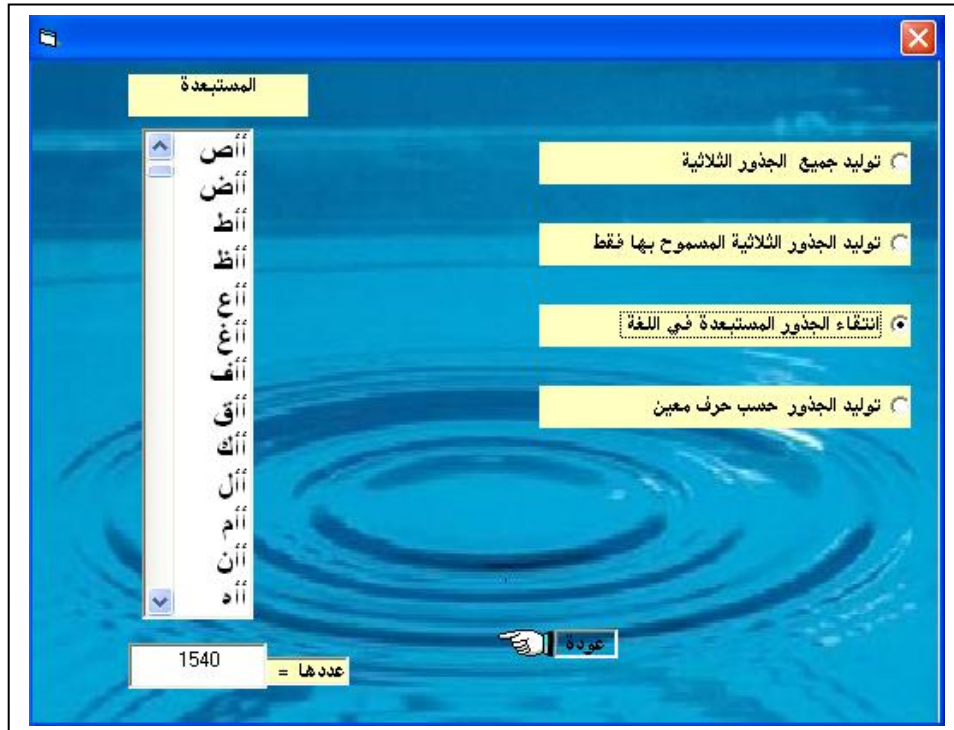 المستبعدة
أأص
أأض
أأط
أأظ
أأع
أأغ
أأف
أأق
أأك
أأل
أأم
أأن
أأه
توليد جميع الجذور الثلاثية
توليد الجذور الثلاثية المسموح بها فقط
انتقاء الجذور المستبعدة في اللغة
توليد الجذور حسب حرف معين
عودة
عددها = 1540